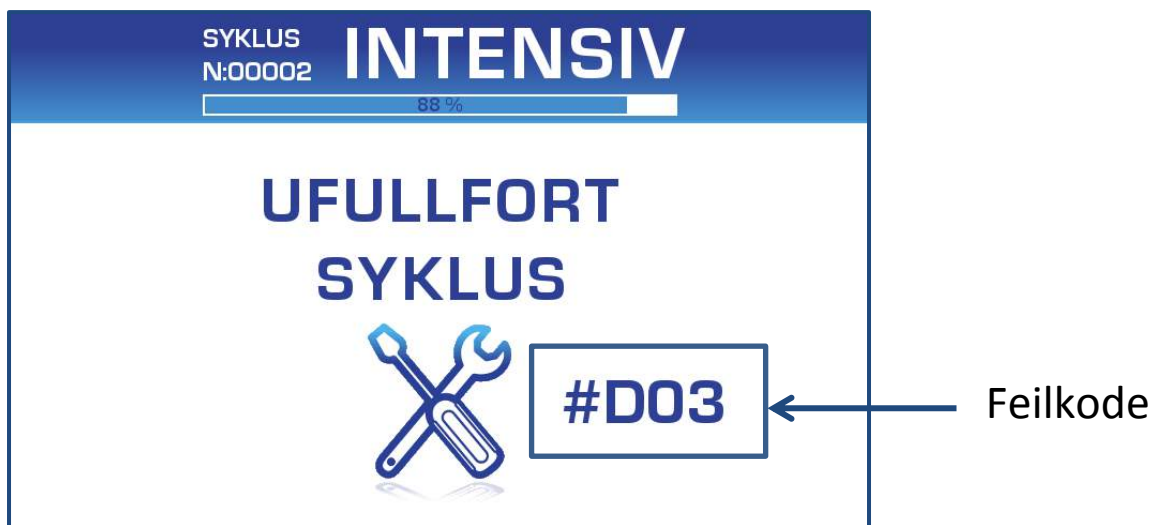 SYKLUS
N:00002
INTENSIV
88 %
UFULLFORT
SYKLUS
#D03
Feilkode